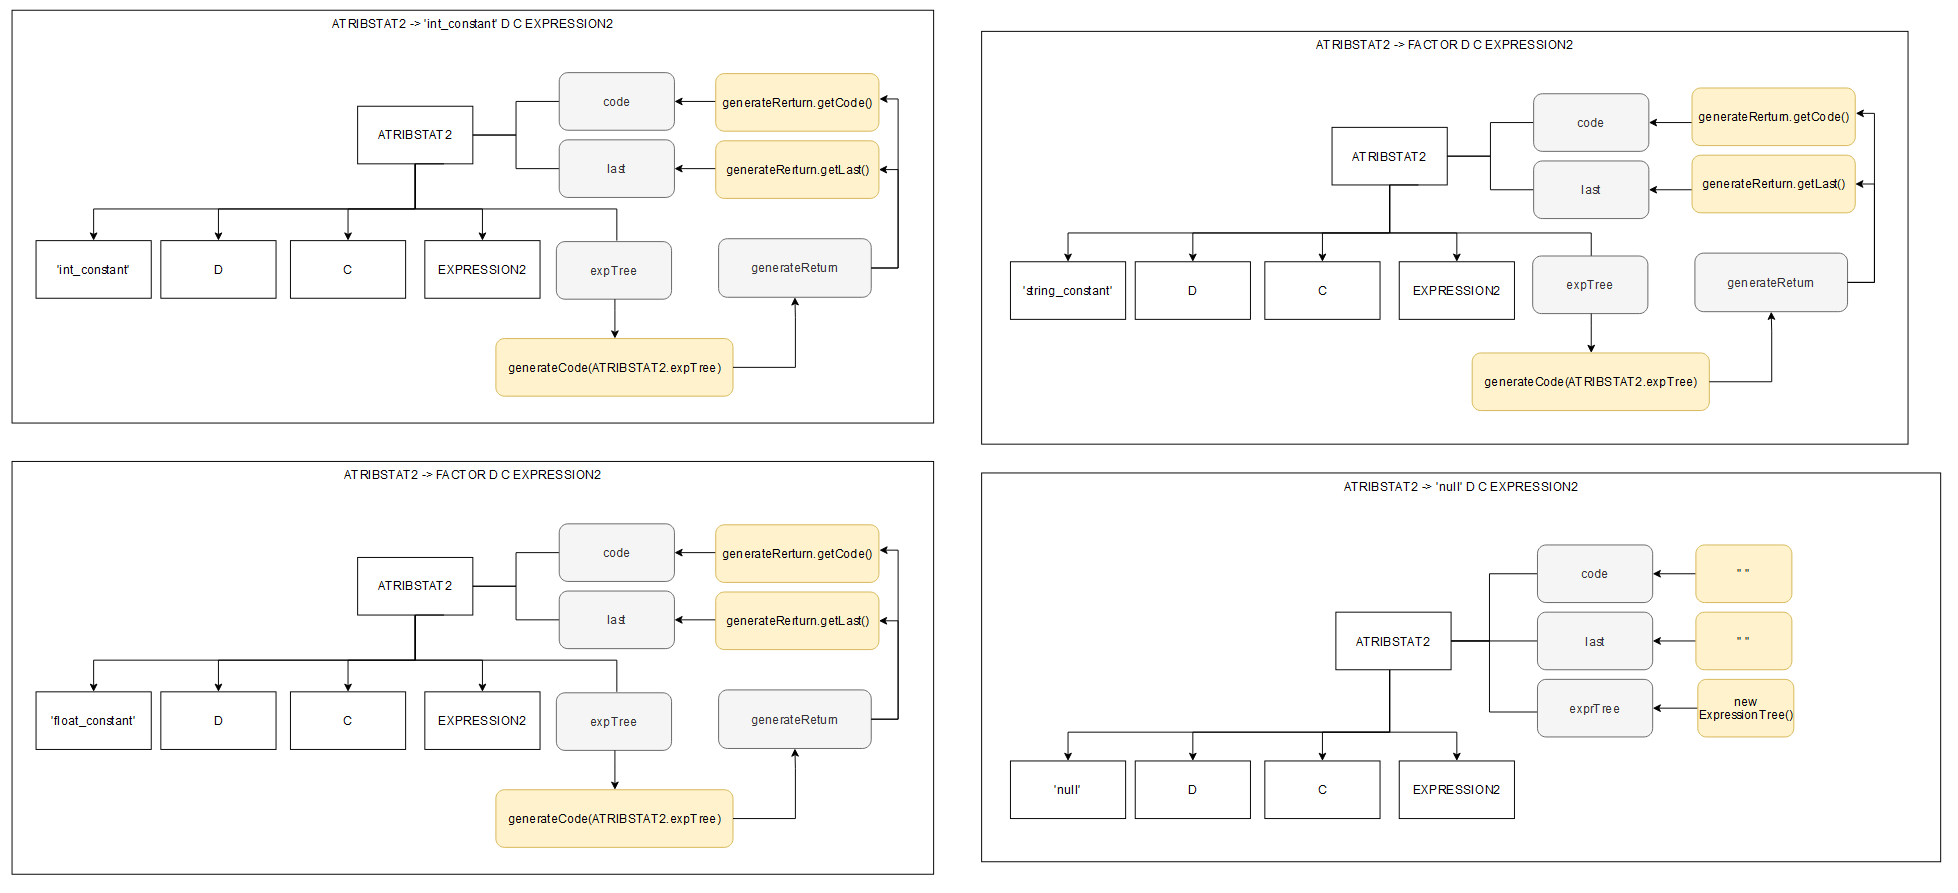 ATRIBSTAT2 -> 'int_constant' D C EXPRESSION2
code
generateRerturn.getCode()
ATRIBSTAT2
last
generateRerturn.getLast()
'int_constant'
D
C
EXPRESSION2
expTree
generateReturn
generateCode(ATRIBSTAT2.expTree)
ATRIBSTAT2 -> FACTOR D C EXPRESSION2
code
generateRerturn.getCode()
ATRIBSTAT2
last
generateRerturn.getLast()
'string_constant'
D
C
EXPRESSION2
expTree
generateReturn
generateCode(ATRIBSTAT2.expTree)
ATRIBSTAT2 -> FACTOR D C EXPRESSION2
code
generateRerturn.getCode()
ATRIBSTAT2
last
generateRerturn.getLast()
'float_constant'
D
C
EXPRESSION2
expTree
generateReturn
generateCode(ATRIBSTAT2.expTree)
ATRIBSTAT2 -> 'null' D C EXPRESSION2
code
" "
ATRIBSTAT2
last
" "
exprTree
new
ExpressionTree()
'null'
D
C
EXPRESSION2